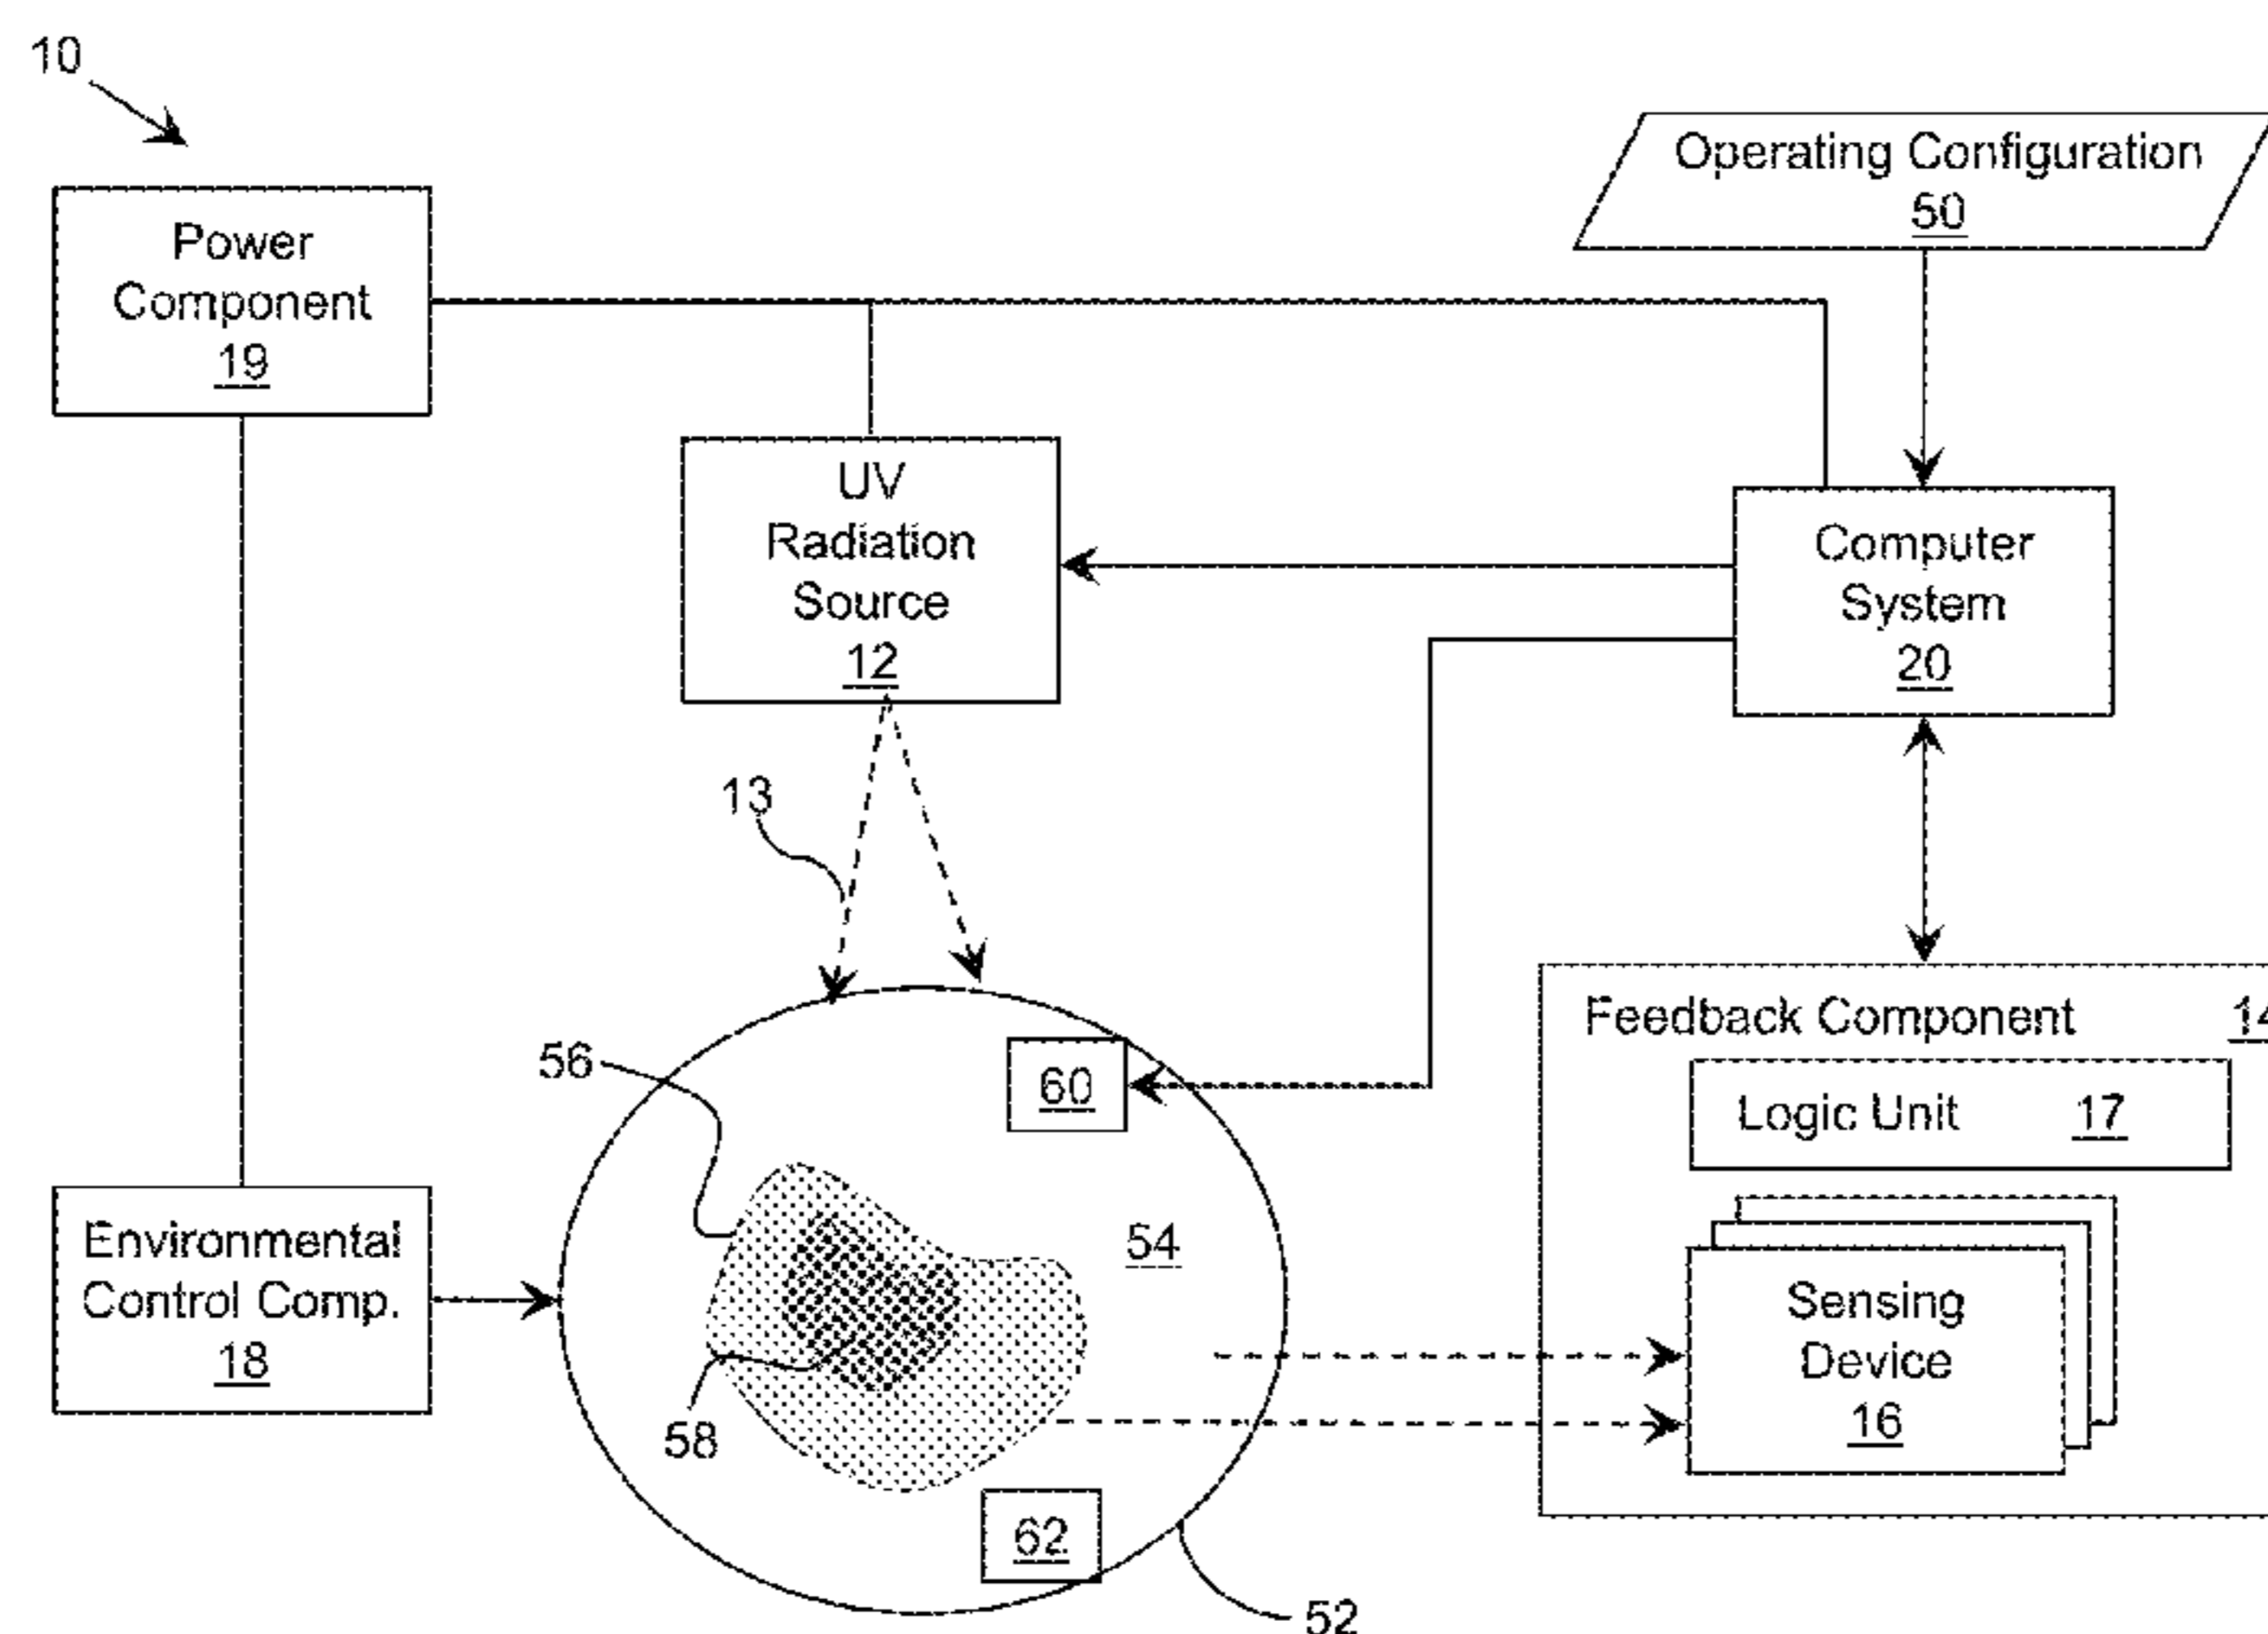 10
Operating Configuration
50
Power
Component
19
UV
Radiation
Source
12
Computer
System
20
13
Feedback Component 14
56
60
Logic Unit 17
54
Environmental
Control Comp.
18
Sensing
Device
16
58
62
52